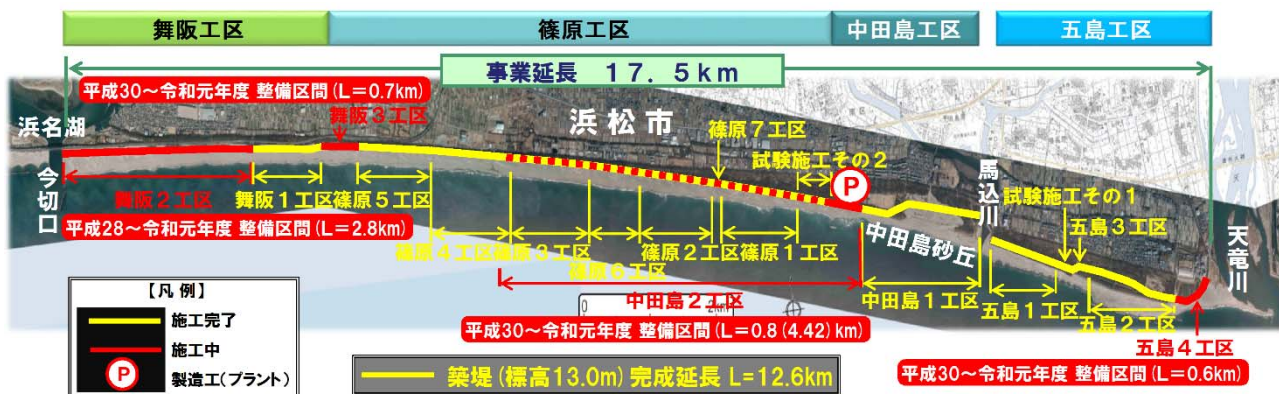 舞阪工区
篠原工区
中田島工区
五島工区
事業延長 17.5km
平成30～令和元年度 整備区間(L=0.7km)
浜名湖
舞阪3工区
浜松市
篠原7工区
試験施工その2
P
馬込川
試験施工その1
今切口
舞阪2工区
舞阪1工区
篠原5工区
五島3工区
天竜川
平成28～令和元年度 整備区間(L=2.8km)
篠原4工区
篠原3工区
篠原2工区
篠原1工区
中田島砂丘
篠原6工区
中田島2工区
中田島1工区
五島1工区
五島2工区
五島4工区
平成30～令和元年度 整備区間(L=0.8(4.42)km)
平成30～令和元年度 整備区間(L=0.6km)
【凡例】
施工完了
施工中
P 製造工(プラント)
築堤(標高13.0m)完成延長 L=12.6km